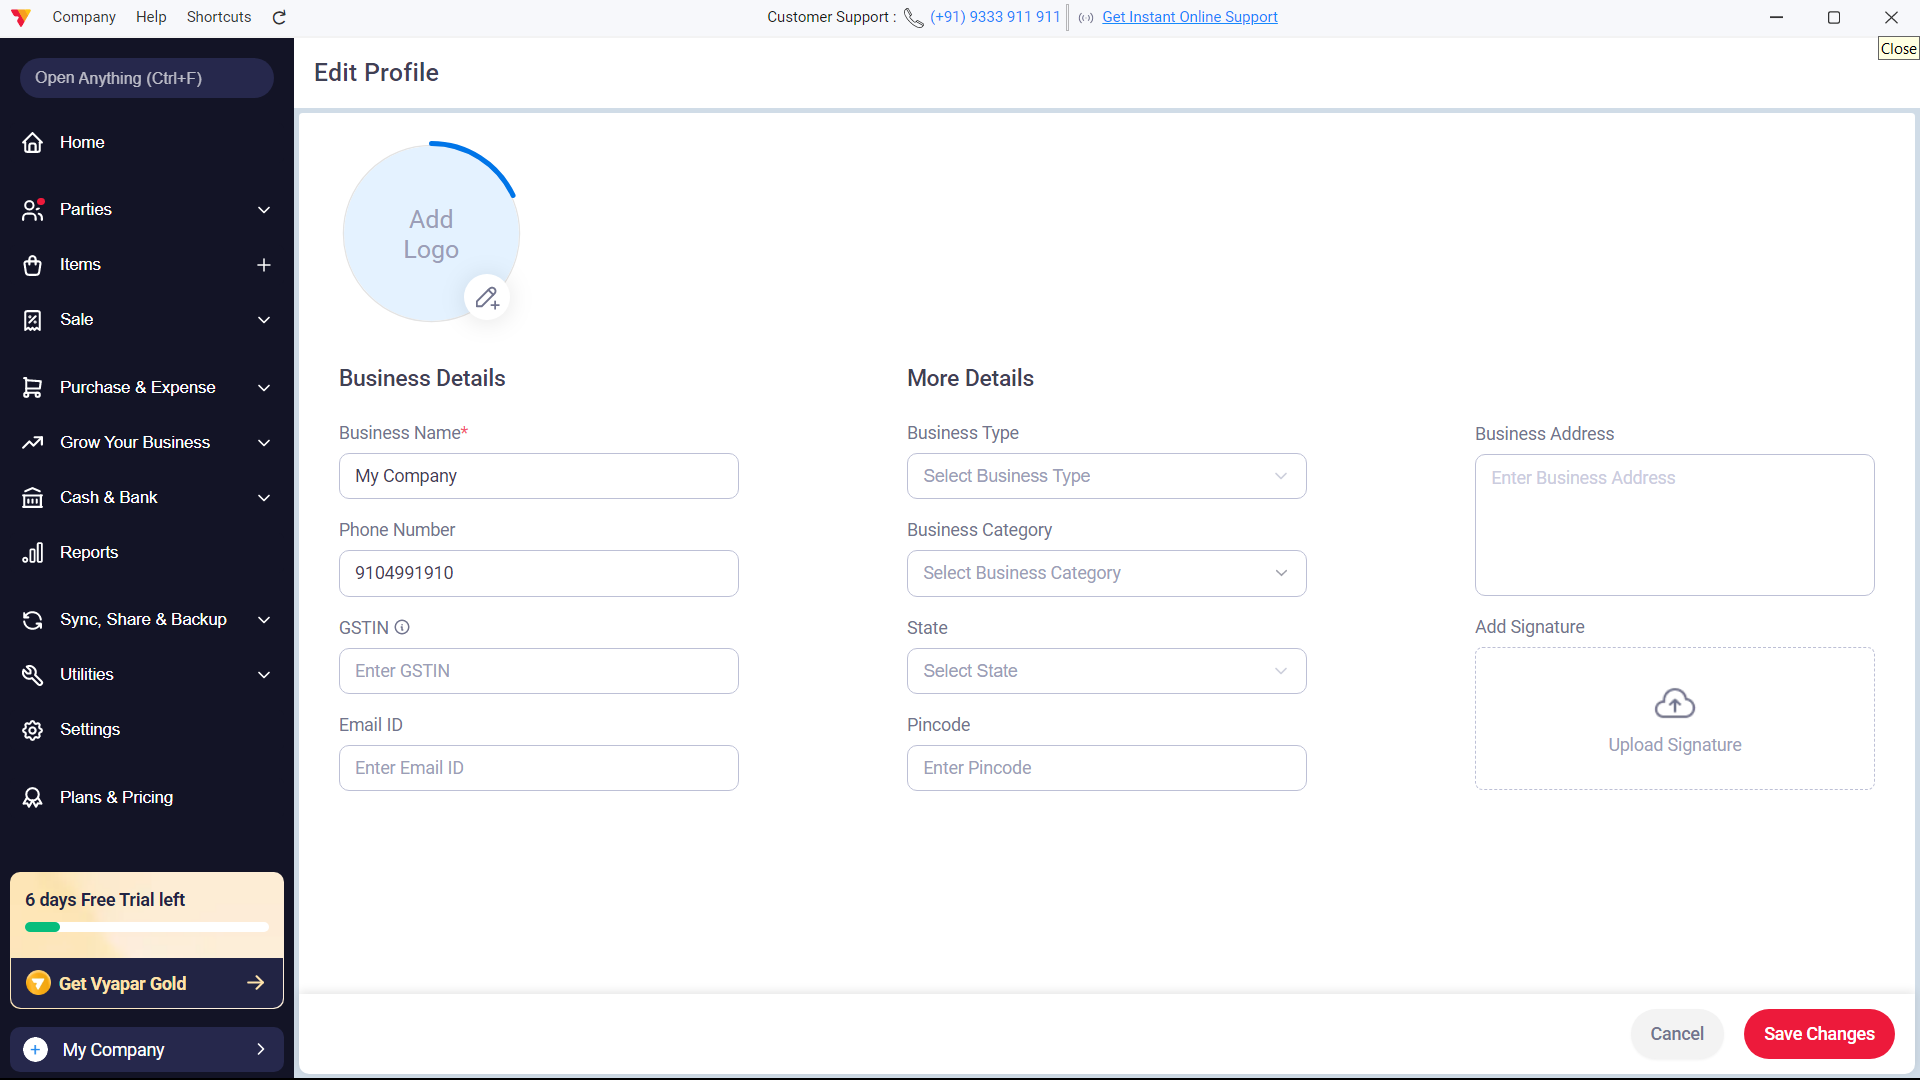 Company Help Shortcuts
Customer Support : (+91) 9333 911 911 Get Instant Online Support
Close
Open Anything (Ctrl+F)
Home
Parties
Items
Sale
Purchase & Expense
Grow Your Business
Cash & Bank
Reports
Sync, Share & Backup
Utilities
Settings
Plans & Pricing
6 days Free Trial left
Get Vyapar Gold
My Company
Edit Profile
Add
Logo
Business Details
Business Name*
My Company
Phone Number
9104991910
GSTIN
Enter GSTIN
Email ID
Enter Email ID
More Details
Business Type
Select Business Type
Business Category
Select Business Category
State
Select State
Pincode
Enter Pincode
Business Address
Enter Business Address
Add Signature
Upload Signature
Cancel
Save Changes